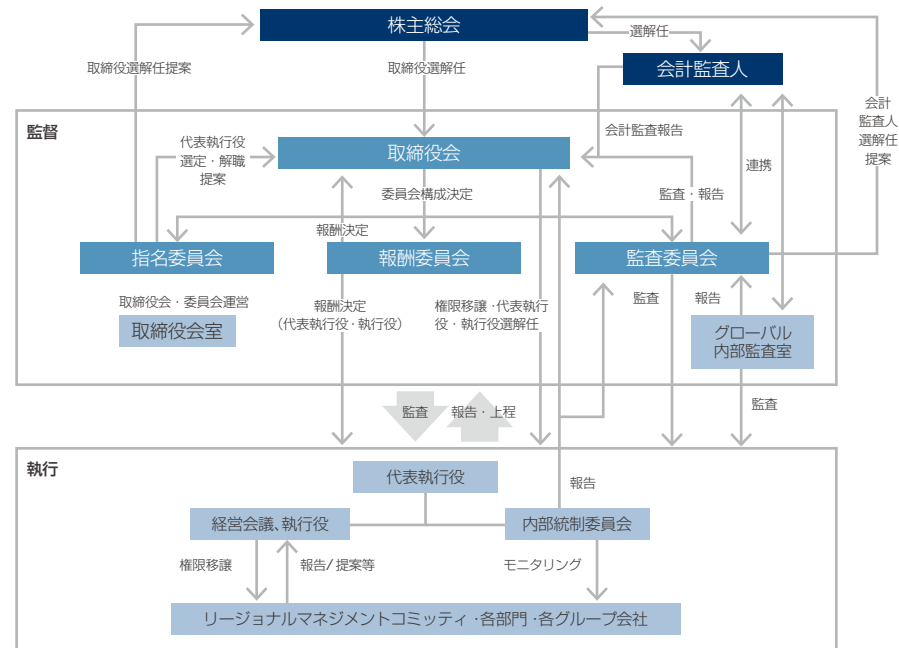 株主総会
選解任
取締役選解任提案
取締役選解任
会計監査人
会計
監査人
選解任
提案
監督
代表執行役
選定・解職
提案
取締役会
会計監査報告
連携
委員会構成決定
監査・報告
報酬決定
指名委員会
報酬委員会
監査委員会
取締役会・委員会運営
取締役会室
報酬決定
（代表執行役・執行役）
権限移譲・代表執行
役・執行役選解任
監査
報告
グローバル
内部監査室
監査
報告・上程
監査
執行
代表執行役
報告
経営会議、執行役
内部統制委員会
権限移譲
報告/提案等
モニタリング
リージョナルマネジメントコミッティ・各部門・各グループ会社